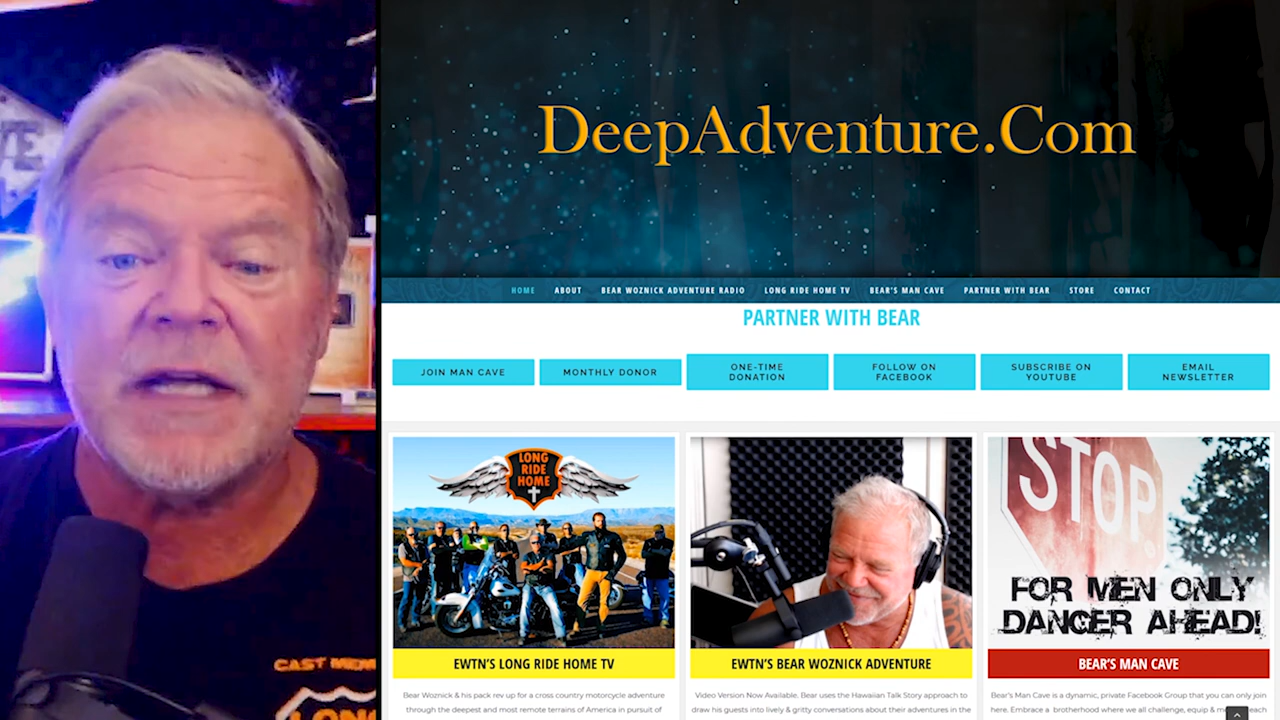 DeepAdventure.Com
HOME ABOUT BEAR WOZNICK ADVENTURE RADIO LONG RIDE HOME TV BEAR'S MAN CAVE PARTNER WITH BEAR STORE CONTACT
PARTNER WITH BEAR
JOIN MAN CAVE
MONTHLY DONOR
ONE-TIME
DONATION
FOLLOW ON
FACEBOOK
SUBSCRIBE ON
YOUTUBE
EMAIL
NEWSLETTER
LONG
RIDE
HOME
STOP
FOR MEN ONLY
DANGER AHEAD!
EWTN'S LONG RIDE HOME TV
EWTN'S BEAR WOZNICK ADVENTURE
BEAR'S MAN CAVE
Bear Woznick & his pack rev up for a cross country motorcycle adventure
through the deepest and most remote terrains of America in pursuit of
Video Version Now Available. Bear uses the Hawaiian Talk Story approach to
draw his guests into lively & gritty conversations about their adventures in the
Bear's Man Cave is a dynamic, private Facebook Group that you can only join
here. Embrace a brotherhood where we all challenge, equip &
CAST
LONG